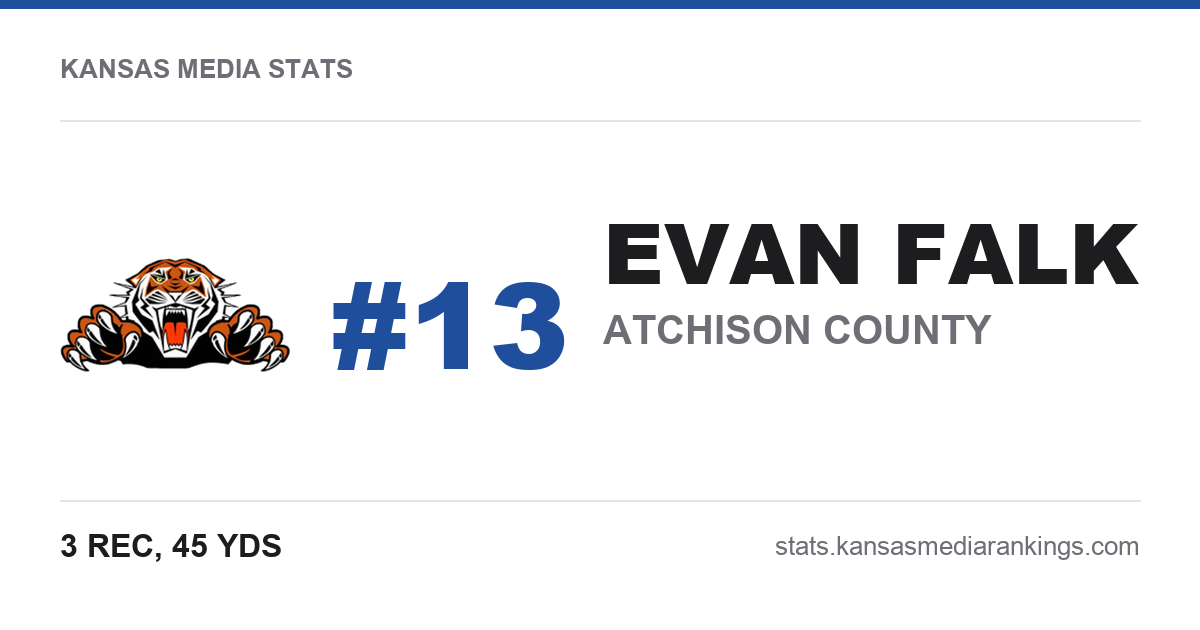 KANSAS MEDIA STATS
#13
EVAN FALK
ATCHISON COUNTY
3 REC, 45 YDS
stats.kansasmediarankings.com